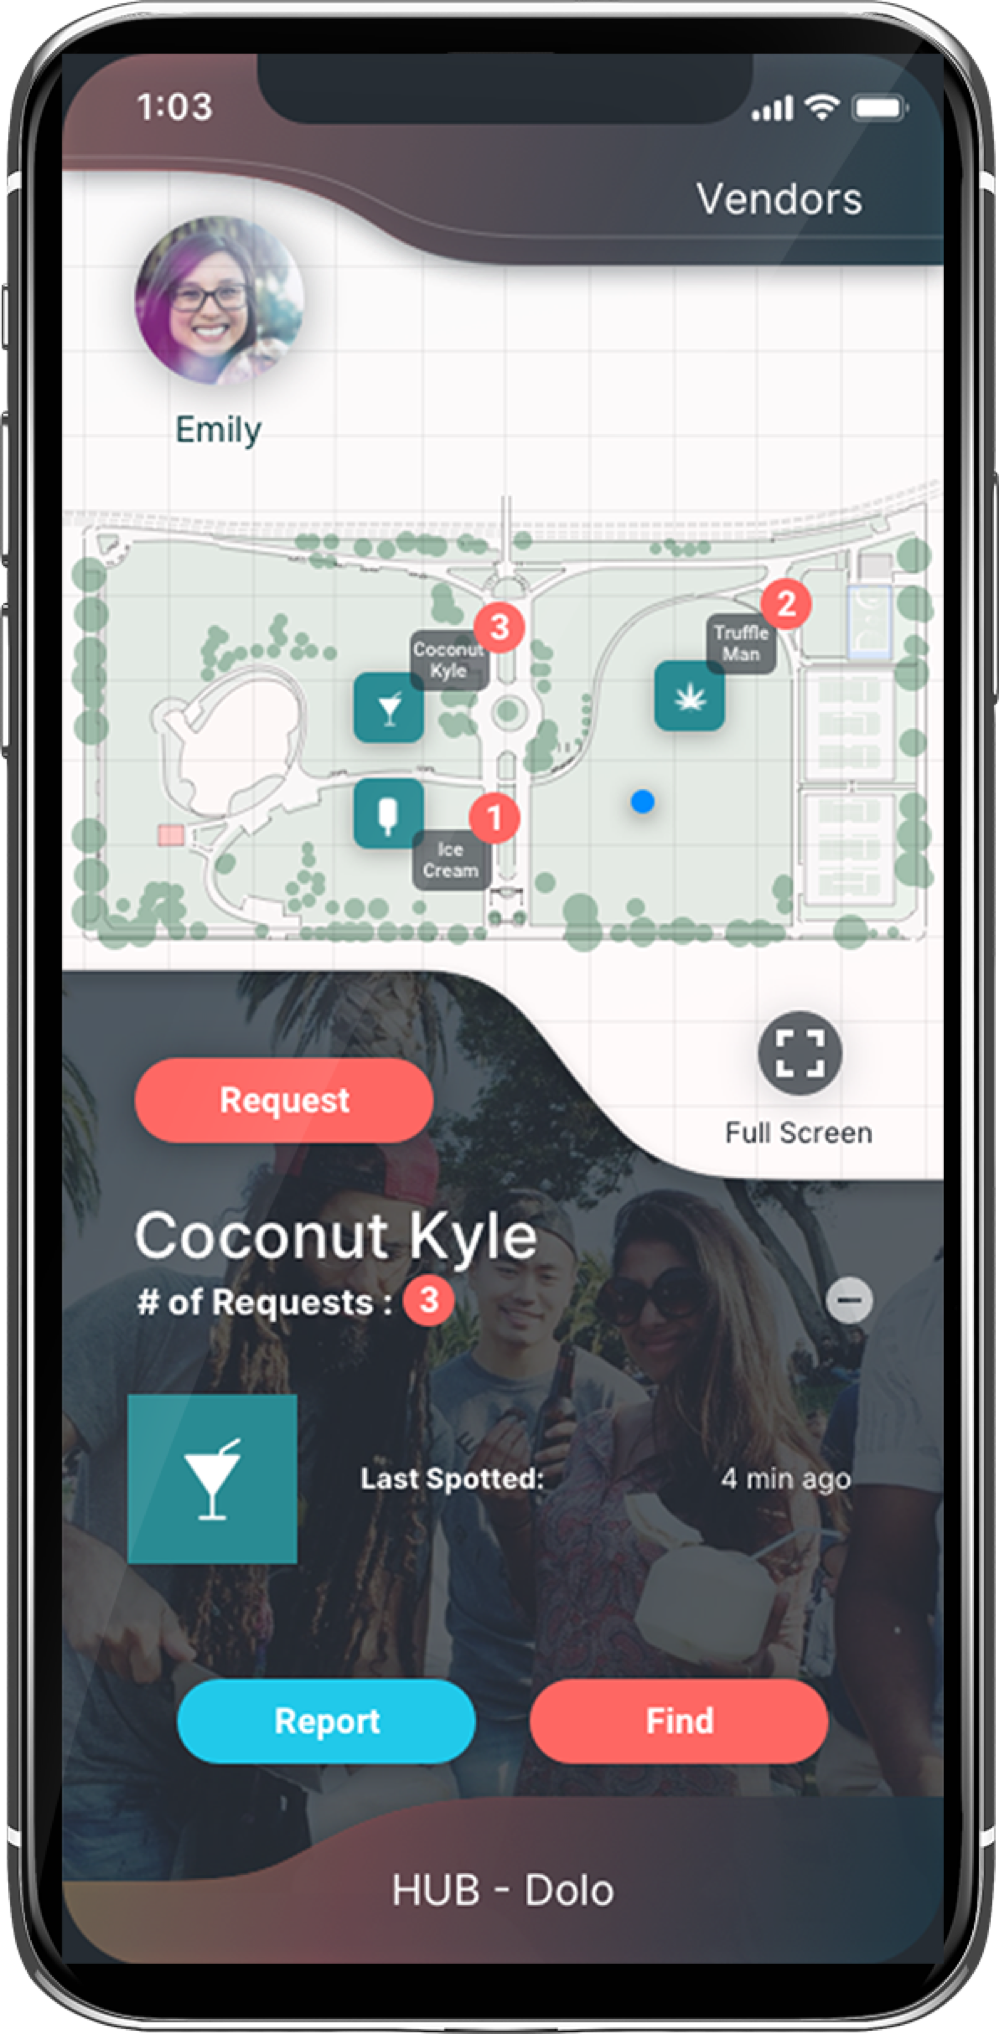 1:03
Vendors
Emily
3
Coconut
Kyle
2
Truffle
Man
1
Ice
Cream
Request
Full Screen
Coconut Kyle
# of Requests : 3
Last Spotted: 4 min ago
Report Find
HUB - Dolo